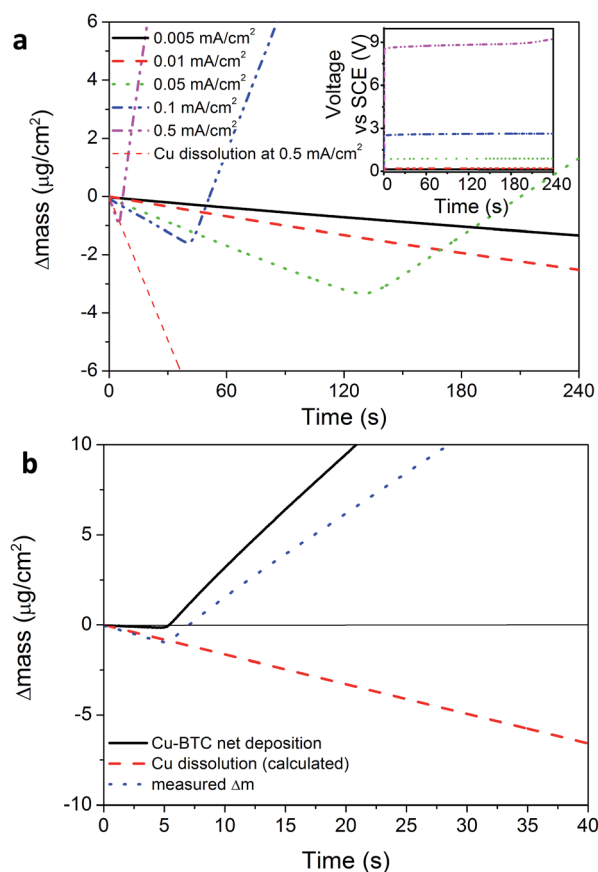 a
6
4
2
0
-2
-4
-6
Δmass (μg/cm²)
0.005 mA/cm²
0.01 mA/cm²
0.05 mA/cm²
0.1 mA/cm²
0.5 mA/cm²
Cu dissolution at 0.5 mA/cm²
Voltage
vs SCE (V)
9
6
3
0
0 60 120 180 240
Time (s)
0 60 120 180 240
Time (s)
b
10
5
0
-5
-10
Δmass (μg/cm²)
Cu-BTC net deposition
Cu dissolution (calculated)
measured Δm
0 5 10 15 20 25 30 35 40
Time (s)